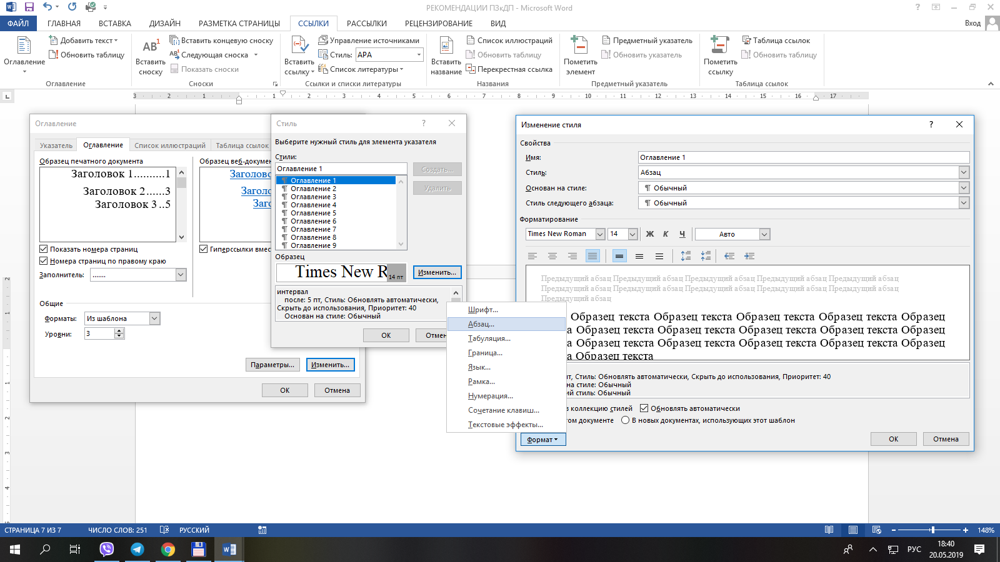 РЕКОМЕНДАЦИИ ПЗкДП - Microsoft Word
ФАЙЛ ГЛАВНАЯ ВСТАВКА ДИЗАЙН РАЗМЕТКА СТРАНИЦЫ ССЫЛКИ РАССЫЛКИ РЕЦЕНЗИРОВАНИЕ ВИД Вход
Оглавление
Добавить текст
Обновить таблицу
Оглавление
AB1
Вставить сноску
Вставить концевую сноску
Следующая сноска
Показать сноски
Сноски
Вставить ссылку
Управление источниками
Стиль: APA
Список литературы
Ссылки и списки литературы
Вставить название
Список иллюстраций
Обновить таблицу
Перекрестная ссылка
Названия
Пометить элемент
Предметный указатель
Обновить указатель
Предметный указатель
Пометить ссылку
Таблица ссылок
Обновить таблицу
Таблица ссылок
3 2 1 1 2 3 4 5 6 7 8 9 10 11 12 13 14 15 16 17
2 1 1 2 3 4
Оглавление
Указатель Оглавление Список иллюстраций Таблица ссылок
Образец печатного документа
Заголовок 1..........1
Заголовок 2......3
Заголовок 3 ..5
Образец веб-докумен
Заголово
Загол
Заг
Показать номера страниц
Номера страниц по правому краю
Заполнитель: .......
Гиперссылки вмес
Общие
Форматы: Из шаблона
Уровни: 3
Параметры... Изменить...
ОК Отмена
Стиль
Выберите нужный стиль для элемента указателя
Стили:
Оглавление 1
Оглавление 1
Оглавление 2
Оглавление 3
Оглавление 4
Оглавление 5
Оглавление 6
Оглавление 7
Оглавление 8
Оглавление 9
Создать...
Удалить
Образец
Times New R 14 пт
Изменить...
интервал
после: 5 пт, Стиль: Обновлять автоматически,
Скрыть до использования, Приоритет: 40
Основан на стиле: Обычный
ОК Отмен
Шрифт...
Абзац...
Табуляция...
Граница...
Язык...
Рамка...
Нумерация...
Сочетание клавиш...
Текстовые эффекты...
Изменение стиля
Свойства
Имя: Оглавление 1
Стиль: Абзац
Основан на стиле: ¶ Обычный
Стиль следующего абзаца: ¶ Обычный
Форматирование
Times New Roman 14 Ж К Ч Авто
Предыдущий абзац Предыдущий абзац Предыдущий абзац Предыдущий абзац Предыдущий абзац
Предыдущий абзац Предыдущий абзац Предыдущий абзац Предыдущий абзац Предыдущий абзац
Предыдущий абзац
Образец текста Образец текста Образец текста Образец текста Образец
а Образец текста Образец текста Образец текста Образец текста Образец
а Образец текста Образец текста Образец текста Образец текста Образец
а Образец текста
т, Стиль: Обновлять автоматически, Скрыть до использования, Приоритет: 40
на стиле: Обычный
ий стиль: Обычный
в коллекцию стилей Обновлять автоматически
том документе В новых документах, использующих этот шаблон
Формат
ОК Отмена
СТРАНИЦА 7 ИЗ 7 ЧИСЛО СЛОВ: 251 РУССКИЙ 148%
РУС
18:40
20.05.2019